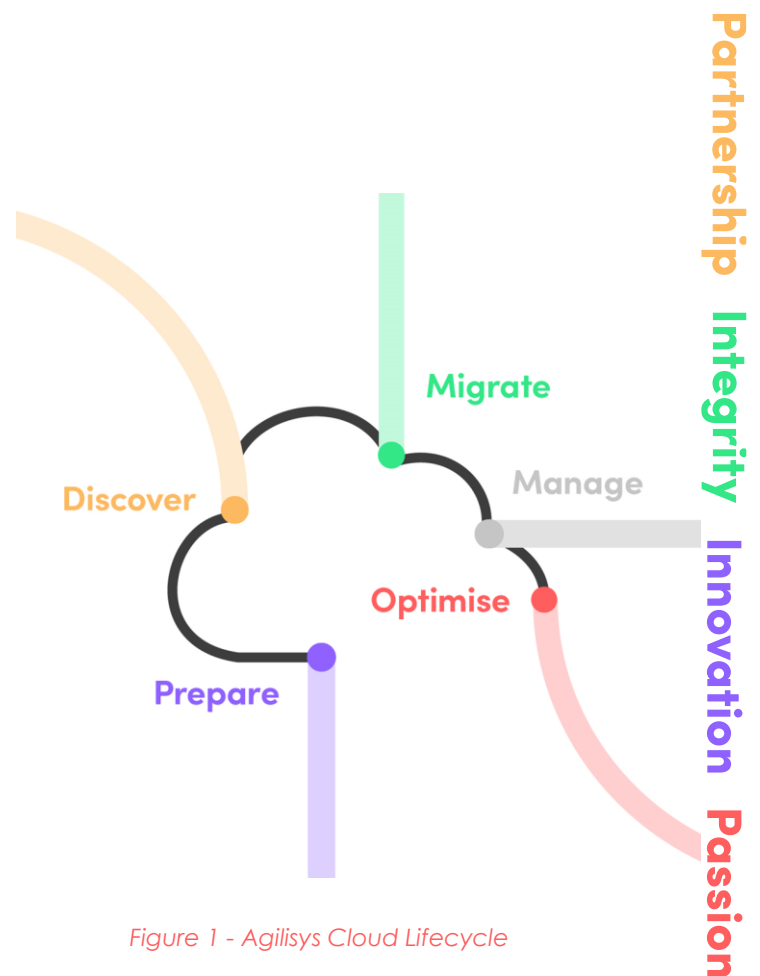 Migrate
Manage
Discover
Optimise
Prepare
Figure 1 - Agilisys Cloud Lifecycle
Partnership
Integrity
Innovation
Passion